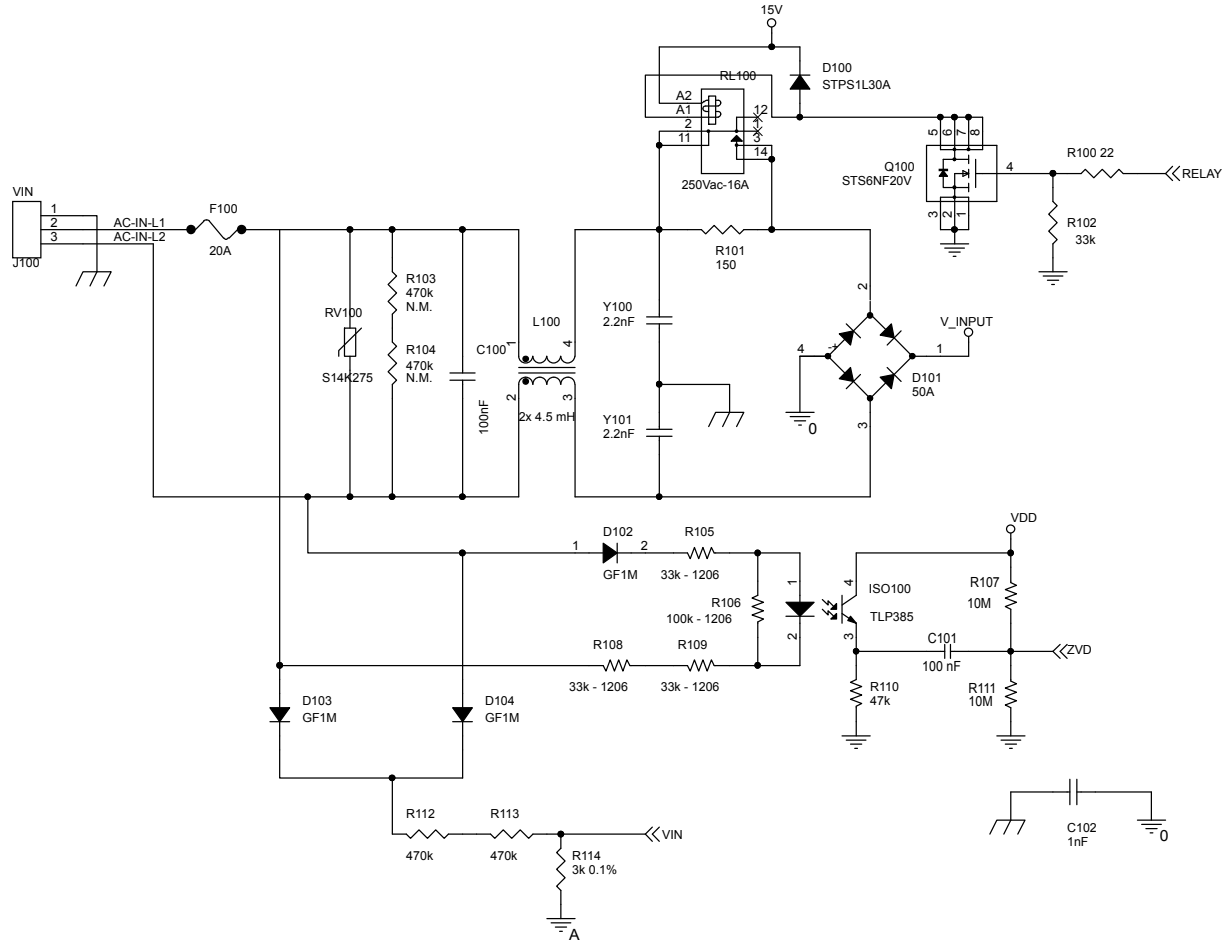 15V
D100
STPS1L30A
RL100
A2
A1
2
11
12
1
3
14
250Vac-16A
5
6
7
8
Q100
STS6NF20V
4
3
2
1
R100 22
RELAY
R102
33k
VIN
1
2
3
J100
AC-IN-L1
AC-IN-L2
F100
20A
R101
150
RV100
S14K275
R103
470k
N.M.
R104
470k
N.M.
C100
100nF
L100
1
4
2
3
2x 4.5 mH
Y100
2.2nF
Y101
2.2nF
2
4
-+
1
3
V_INPUT
D101
50A
0
1
D102
2
GF1M
R105
33k - 1206
R106
100k - 1206
1
2
4
3
ISO100
TLP385
VDD
R107
10M
C101
100 nF
ZVD
R108
33k - 1206
R109
33k - 1206
R110
47k
R111
10M
D103
GF1M
D104
GF1M
R112
470k
R113
470k
VIN
R114
3k 0.1%
A
C102
1nF
0